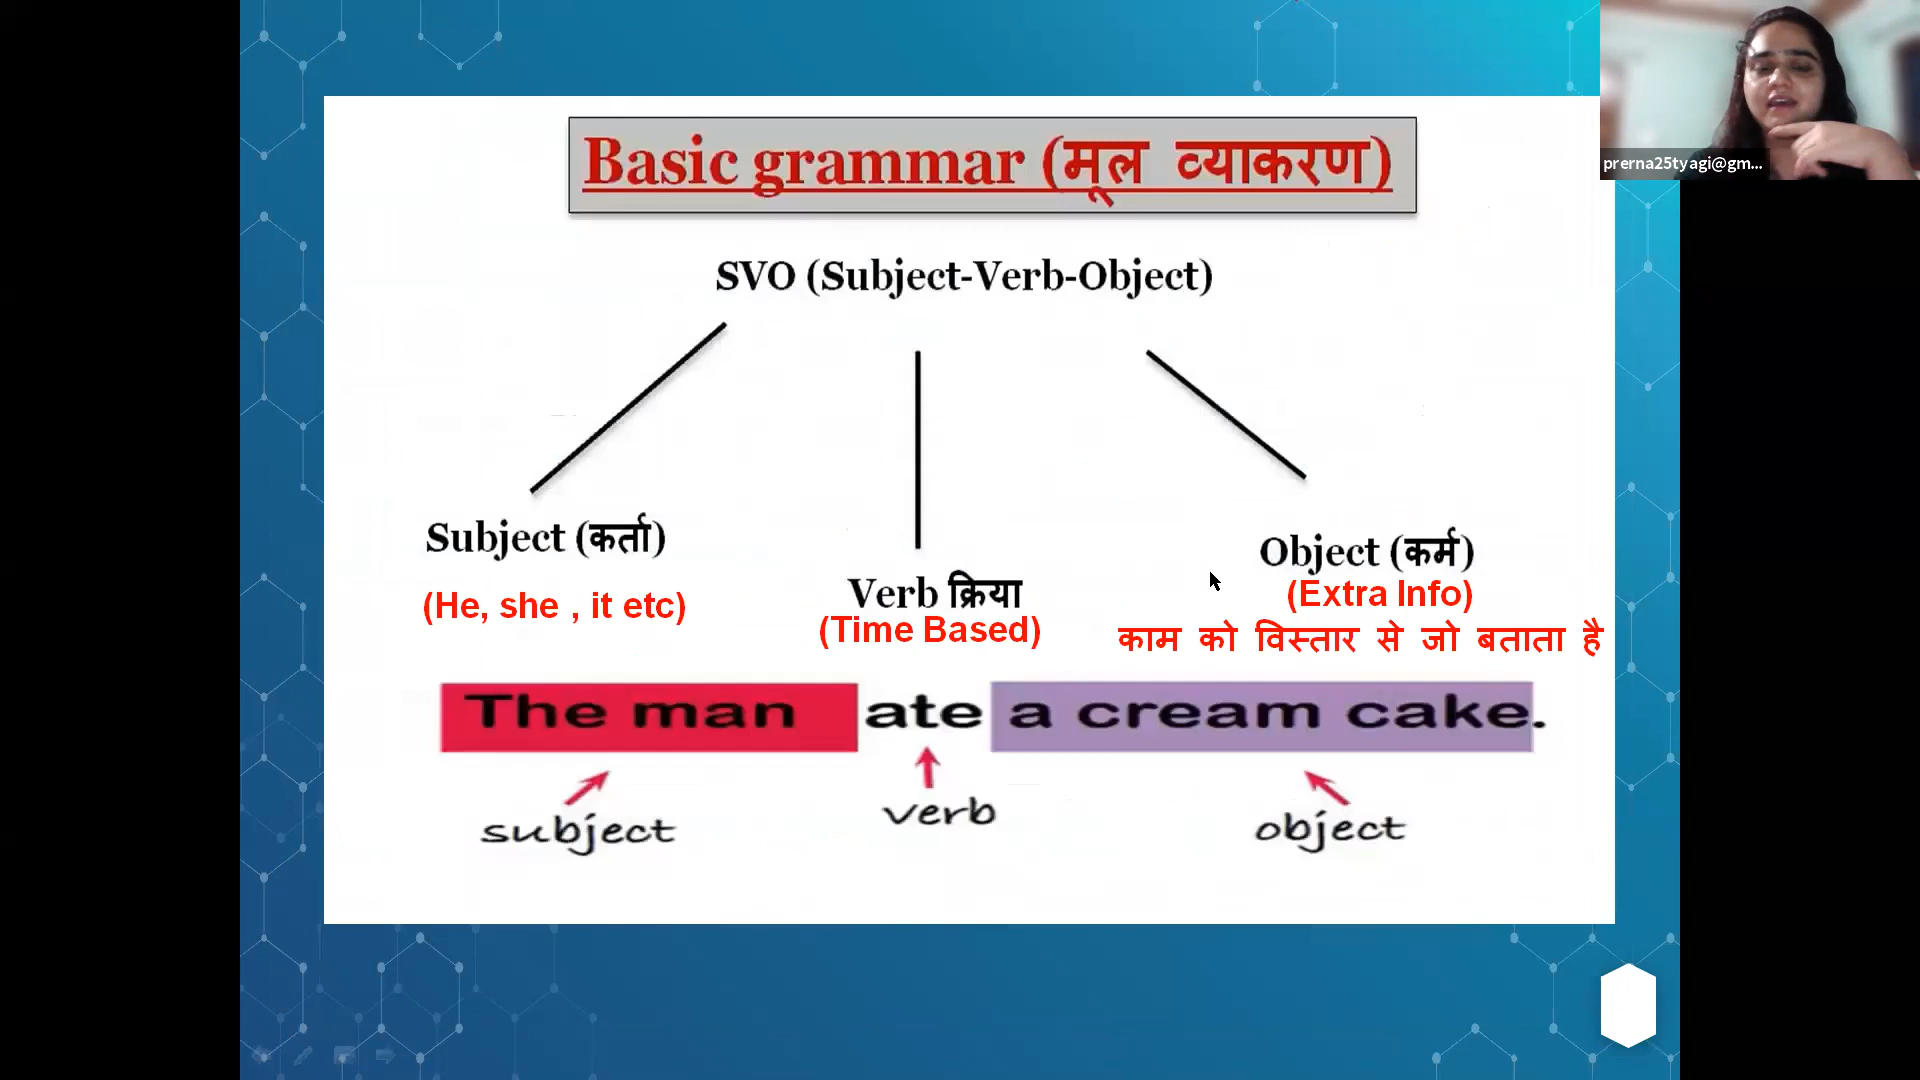 Basic grammar (मूल व्याकरण)
prerna25tyagi@gm...
SVO (Subject-Verb-Object)
Subject (कर्ता)
(He, she , it etc)
Verb क्रिया
(Time Based)
Object (कर्म)
(Extra Info)
काम को विस्तार से जो बताता है
The man ate a cream cake.
subject
verb
object